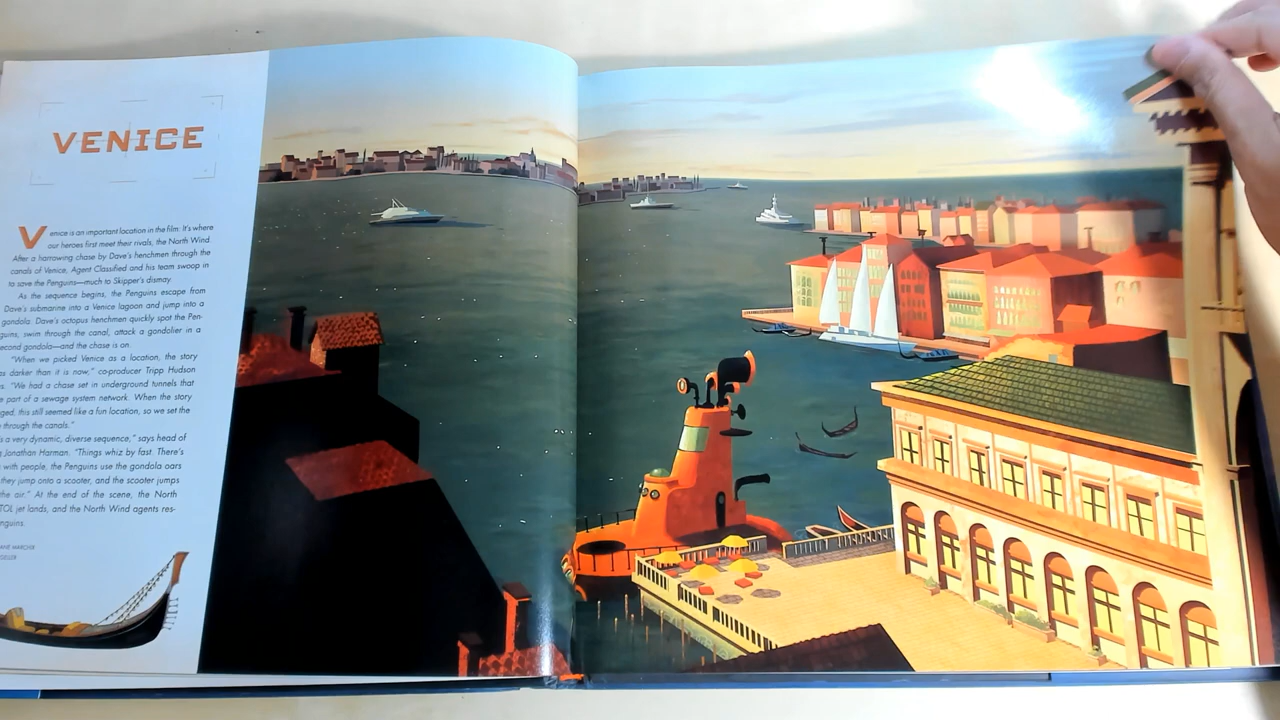 VENICE
Venice is an important location in the film. It's where
our heroes first meet their rivals, the North Wind.
After a harrowing chase by Dave's henchmen through the
canals of Venice, Agent Classified and his team swoop in
to save the Penguins—much to Skipper's dismay.
As the sequence begins, the Penguins escape from
Dave's submarine into a Venice lagoon and jump into a
gondola. Dave's octopus henchmen quickly spot the Pen-
guins, swim through the canal, attack a gondolier in a
second gondola—and the chase is on.
"When we picked Venice as a location, the story
as darker than it is now," co-producer Tripp Hudson
s. "We had a chase set in underground tunnels that
e part of a sewage system network. When the story
ged, this still seemed like a fun location, so we set the
through the canals."
s a very dynamic, diverse sequence," says head of
Jonathan Harman. "Things whiz by fast. There's
with people, the Penguins use the gondola oars
they jump onto a scooter, and the scooter jumps
the air." At the end of the scene, the North
TOL jet lands, and the North Wind agents res-
nguins.